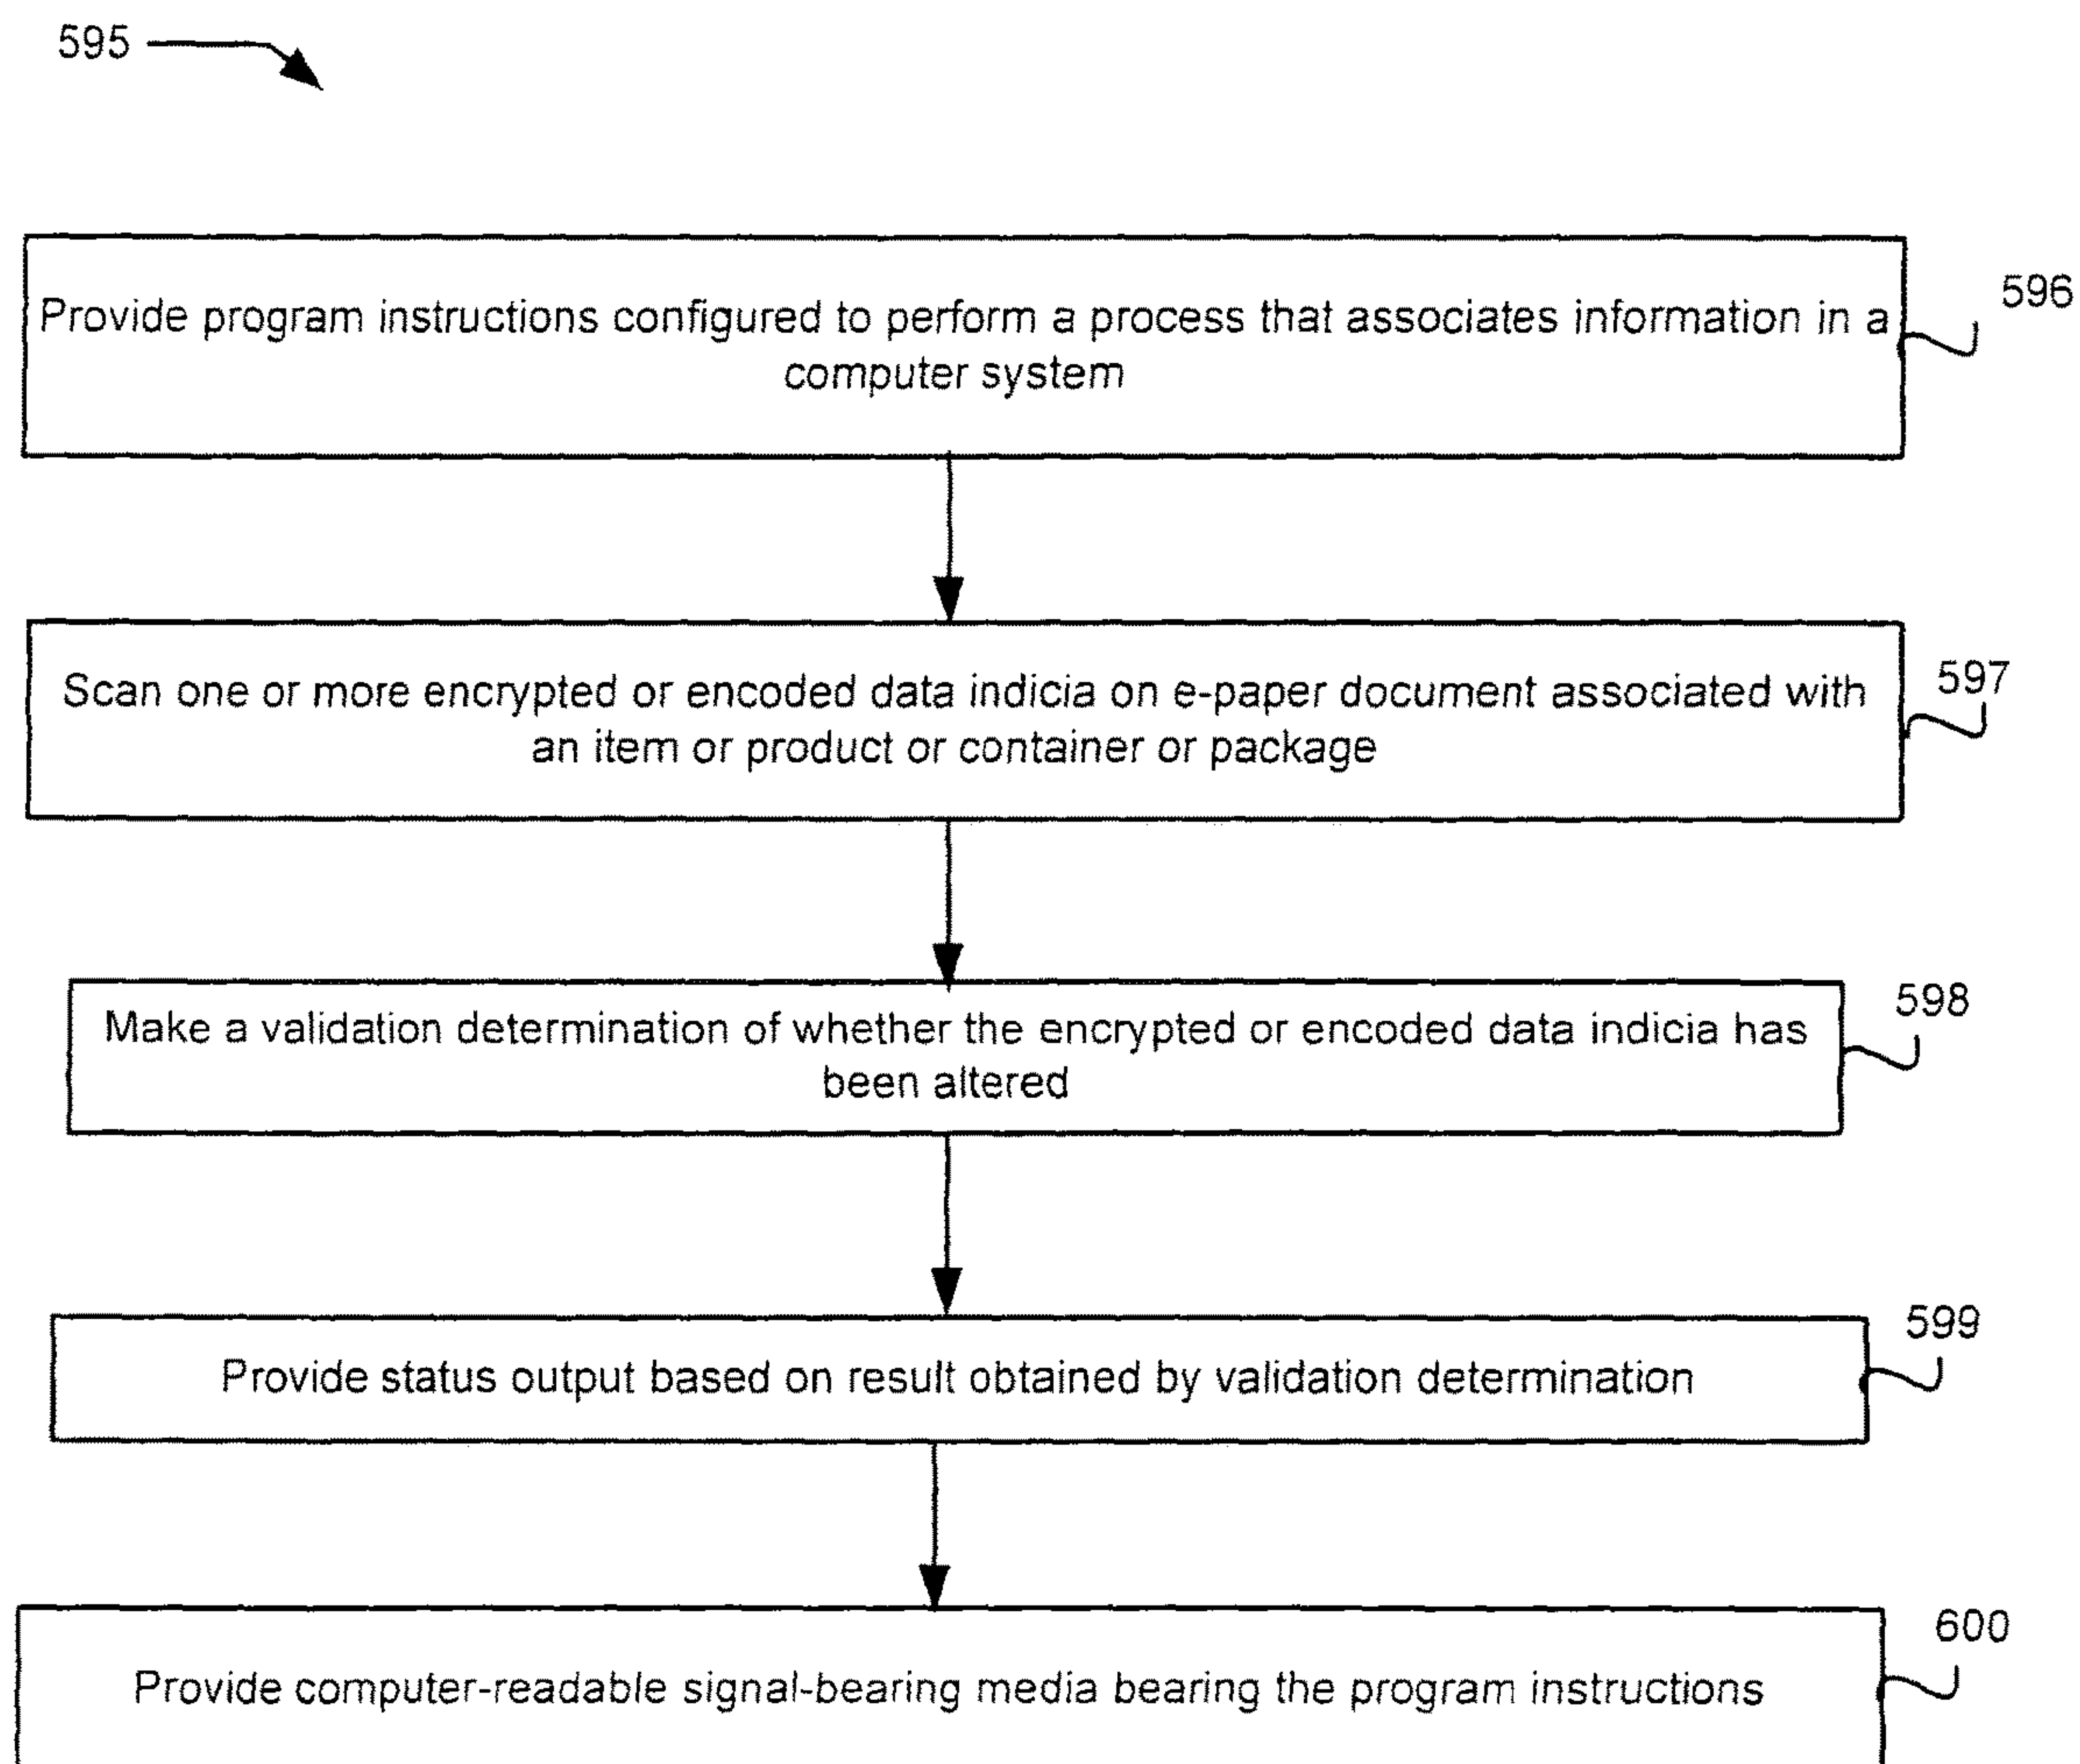 595
Provide program instructions configured to perform a process that associates information in a
computer system
596
Scan one or more encrypted or encoded data indicia on e-paper document associated with
an item or product or container or package
597
Make a validation determination of whether the encrypted or encoded data indicia has
been altered
598
Provide status output based on result obtained by validation determination
599
Provide computer-readable signal-bearing media bearing the program instructions
600